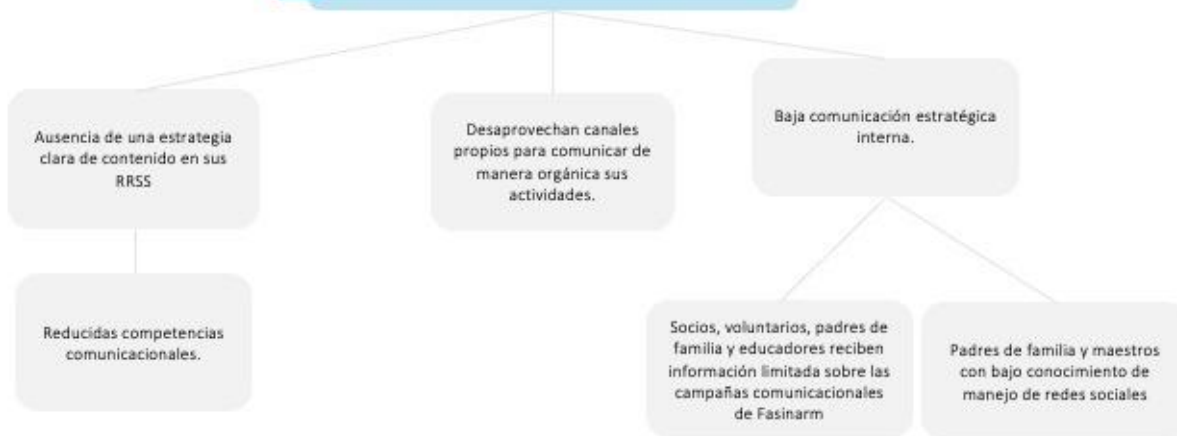 Ausencia de una estrategia
clara de contenido en sus
RRSS
Desaprovechan canales
propios para comunicar de
manera orgánica sus
actividades.
Baja comunicación estratégica
interna.
Reducidas competencias
comunicacionales.
Socios, voluntarios, padres de
familia y educadores reciben
información limitada sobre las
campañas comunicacionales
de Fasinarm
Padres de familia y maestros
con bajo conocimiento de
manejo de redes sociales